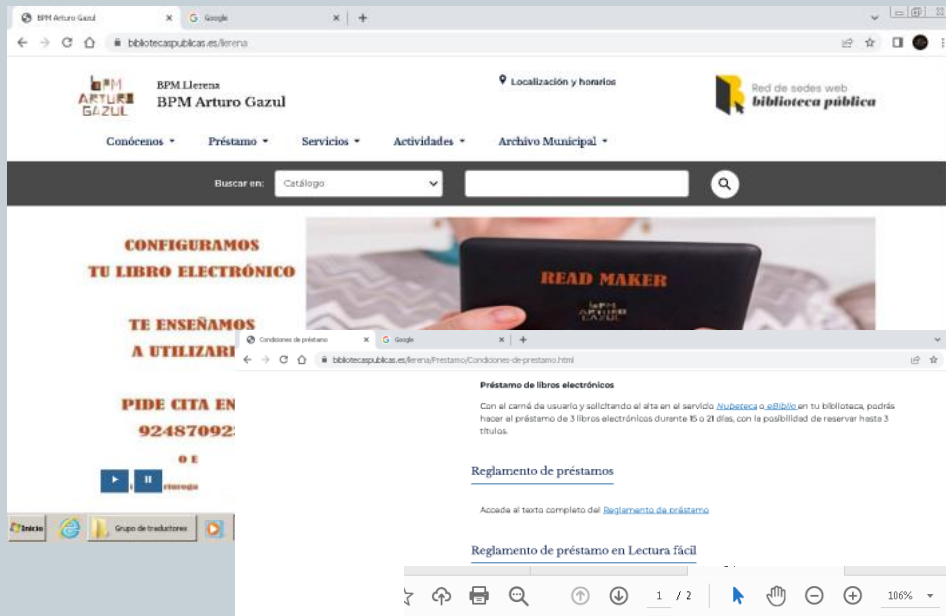 BPM Arturo Gazul
Google
bibliotecaspublicas.es/llerena
BPM
ARTURO
GAZUL
BPM Llerena
BPM Arturo Gazul
Localización y horarios
Red de sedes web
biblioteca pública
Conócenos
Préstamo
Servicios
Actividades
Archivo Municipal
Buscar en:
Catálogo
CONFIGURAMOS
TU LIBRO ELECTRÓNICO
TE ENSEÑAMOS
A UTILIZARL
PIDE CITA EN
924870923
O E
READ MAKER
BPM
ARTURO
GAZUL
Inicio
Grupo de traductores
Condiciones de préstamo
Google
bibliotecaspublicas.es/llerena/Prestamo/Condiciones-de-prestamo.html
Préstamo de libros electrónicos
Con el carné de usuario y solicitando el alta en el servicio Nubeteca o eBiblio en tu biblioteca, podrás
hacer el préstamo de 3 libros electrónicos durante 15 o 21 días, con la posibilidad de reservar hasta 3
títulos.
Reglamento de préstamos
Accede al texto completo del Reglamento de préstamo
Reglamento de préstamo en Lectura fácil
1 / 2
106%